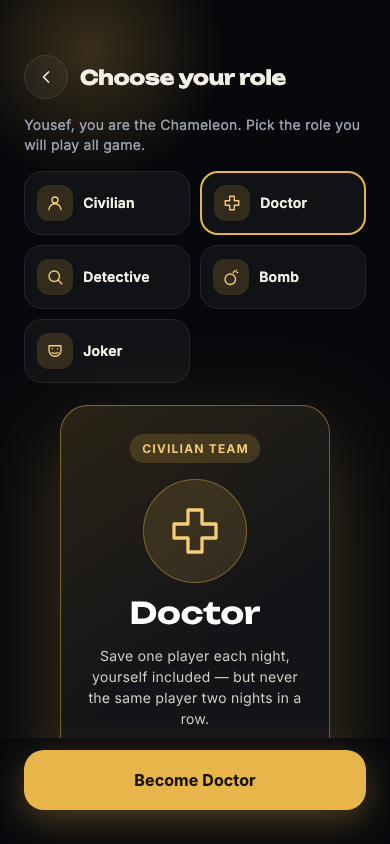 Choose your role
Yousef, you are the Chameleon. Pick the role you
will play all game.
Civilian
Doctor
Detective
Bomb
Joker
CIVILIAN TEAM
Doctor
Save one player each night,
yourself included — but never
the same player two nights in a
row.
Become Doctor